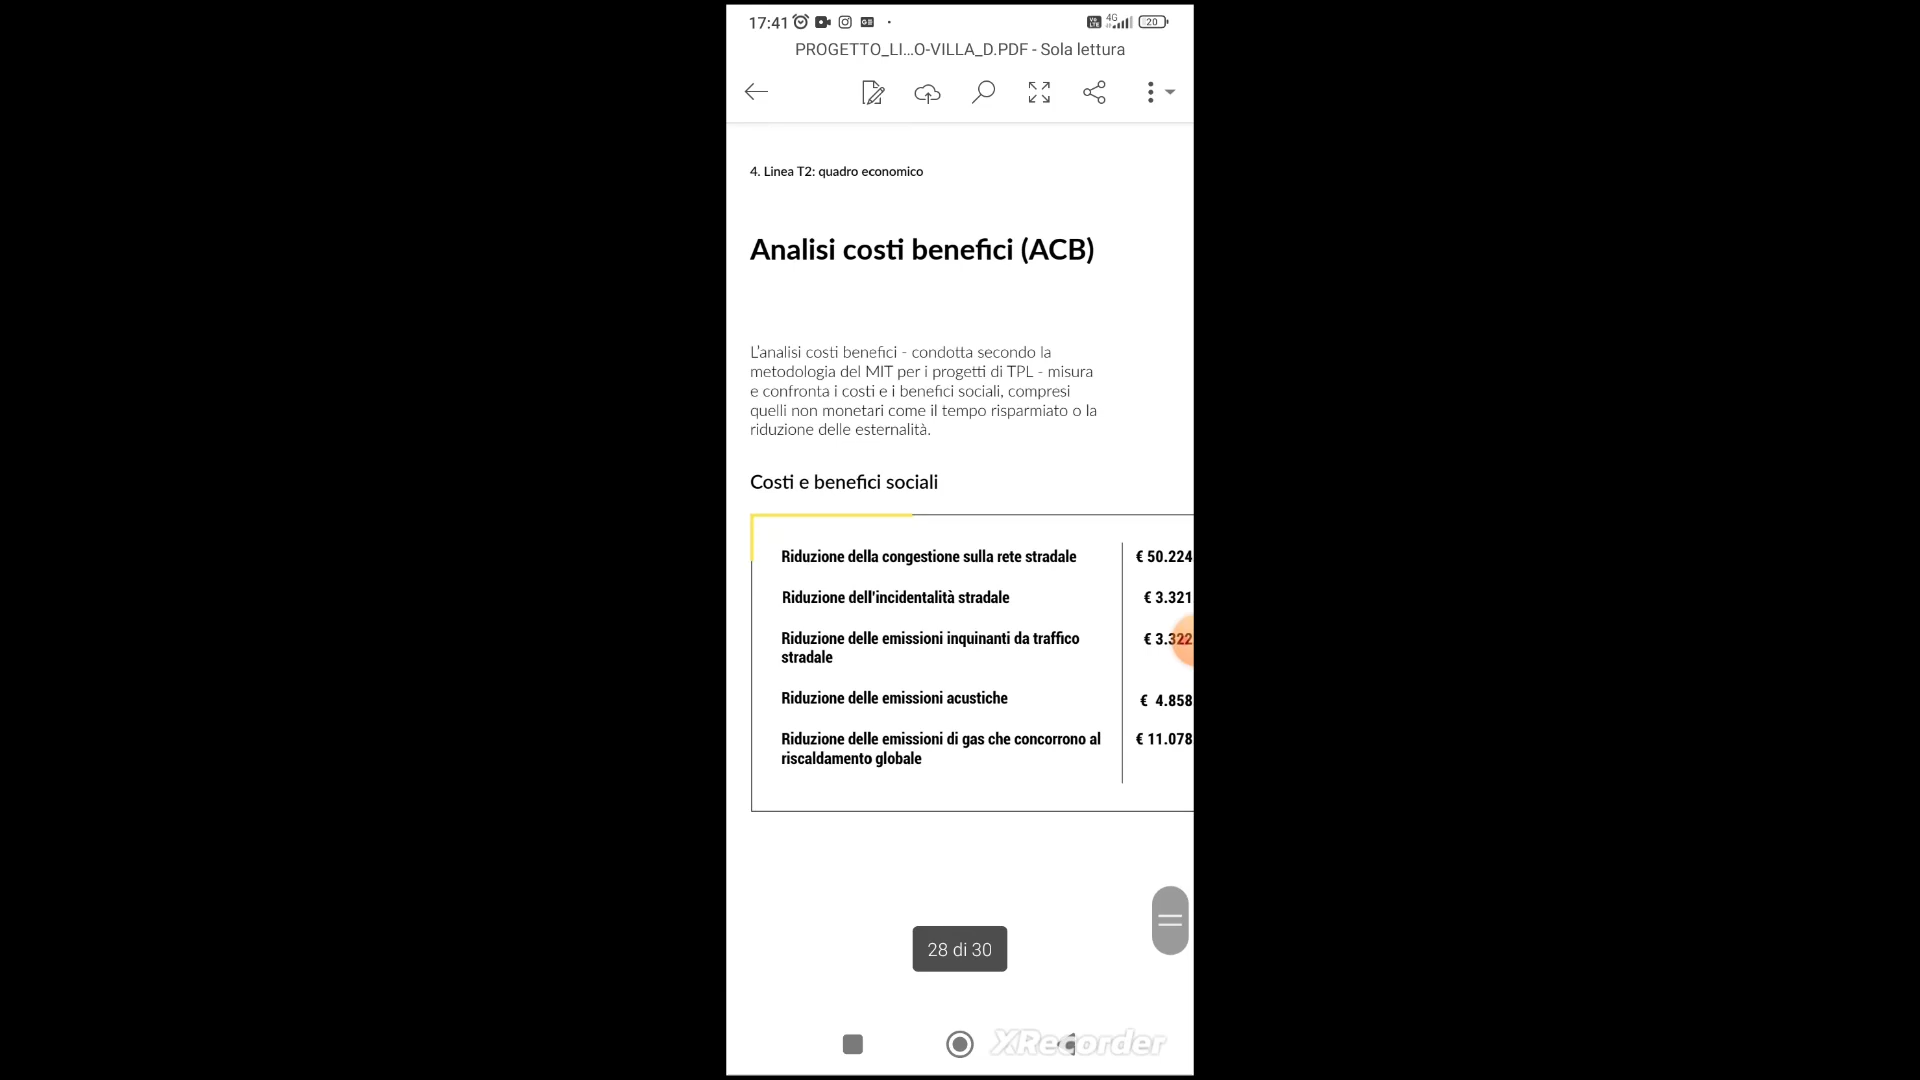 17:41
4G
20
PROGETTO_LI...O-VILLA_D.PDF - Sola lettura
4. Linea T2: quadro economico
Analisi costi benefici (ACB)
L'analisi costi benefici - condotta secondo la
metodologia del MIT per i progetti di TPL - misura
e confronta i costi e i benefici sociali, compresi
quelli non monetari come il tempo risparmiato o la
riduzione delle esternalità.
Costi e benefici sociali
Riduzione della congestione sulla rete stradale € 50.224
Riduzione dell'incidentalità stradale € 3.321
Riduzione delle emissioni inquinanti da traffico € 3.322
stradale
Riduzione delle emissioni acustiche € 4.858
Riduzione delle emissioni di gas che concorrono al € 11.078
riscaldamento globale
28 di 30
XRecorder